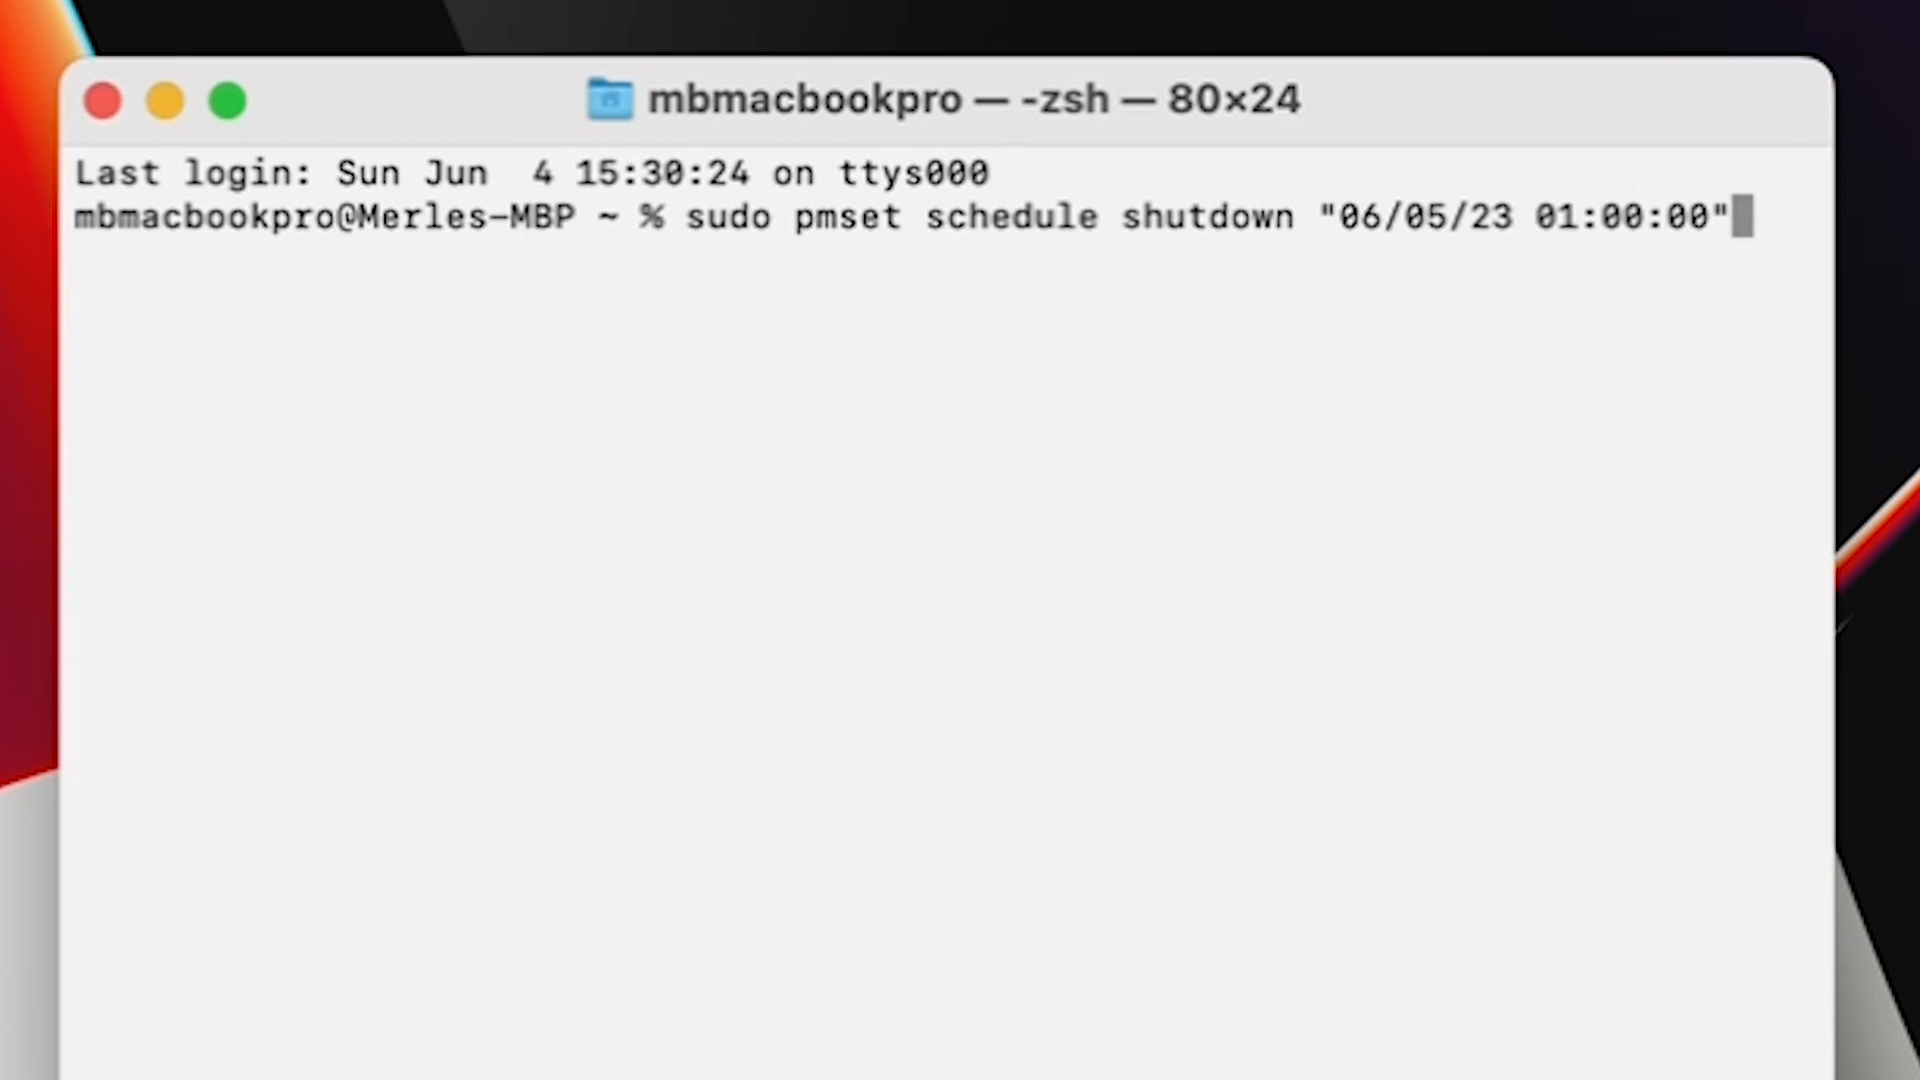 mbmacbookpro — -zsh — 80×24
Last login: Sun Jun  4 15:30:24 on ttys000
mbmacbookpro@Merles-MBP ~ % sudo pmset schedule shutdown "06/05/23 01:00:00"